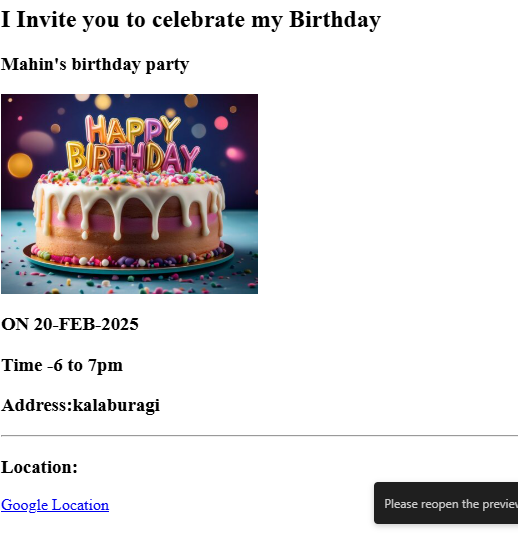 I Invite you to celebrate my Birthday
Mahin's birthday party
HAPPY
BIRTHDAY
ON 20-FEB-2025
Time -6 to 7pm
Address:kalaburagi
Location:
Google Location
Please reopen the preview